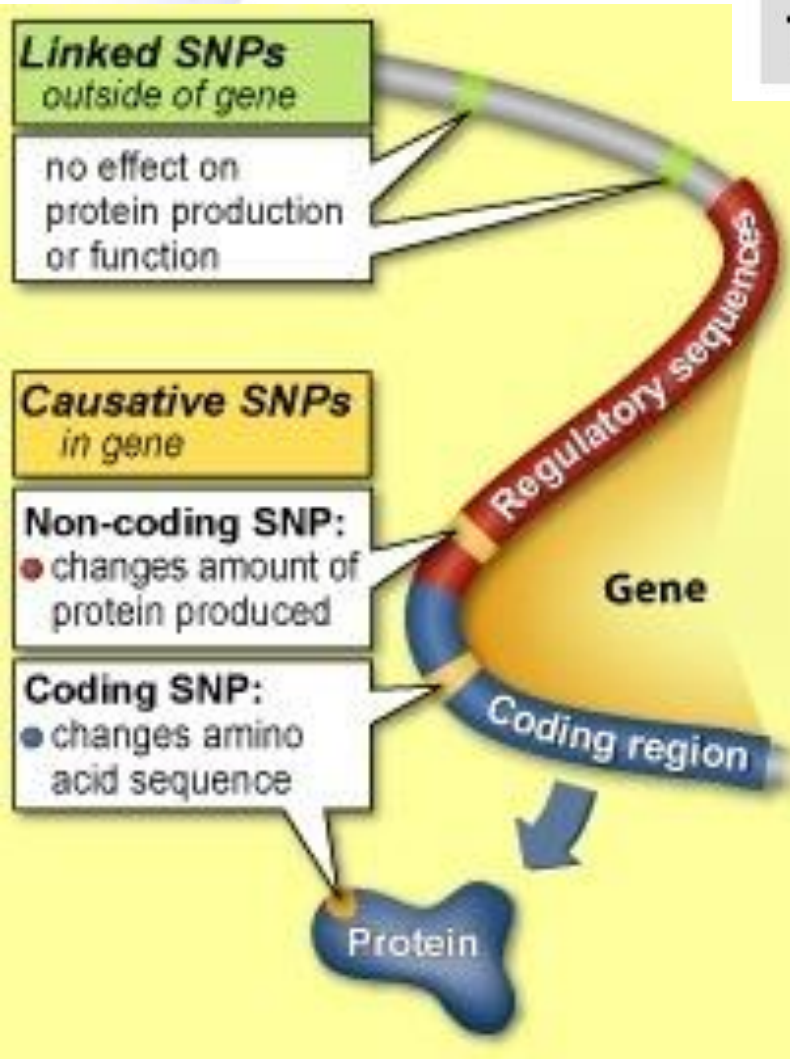 Linked SNPs
outside of gene
no effect on
protein production
or function
Regulatory sequences
Causative SNPs
in gene
Non-coding SNP:
changes amount of
protein produced
Gene
Coding SNP:
changes amino
acid sequence
Coding region
Protein